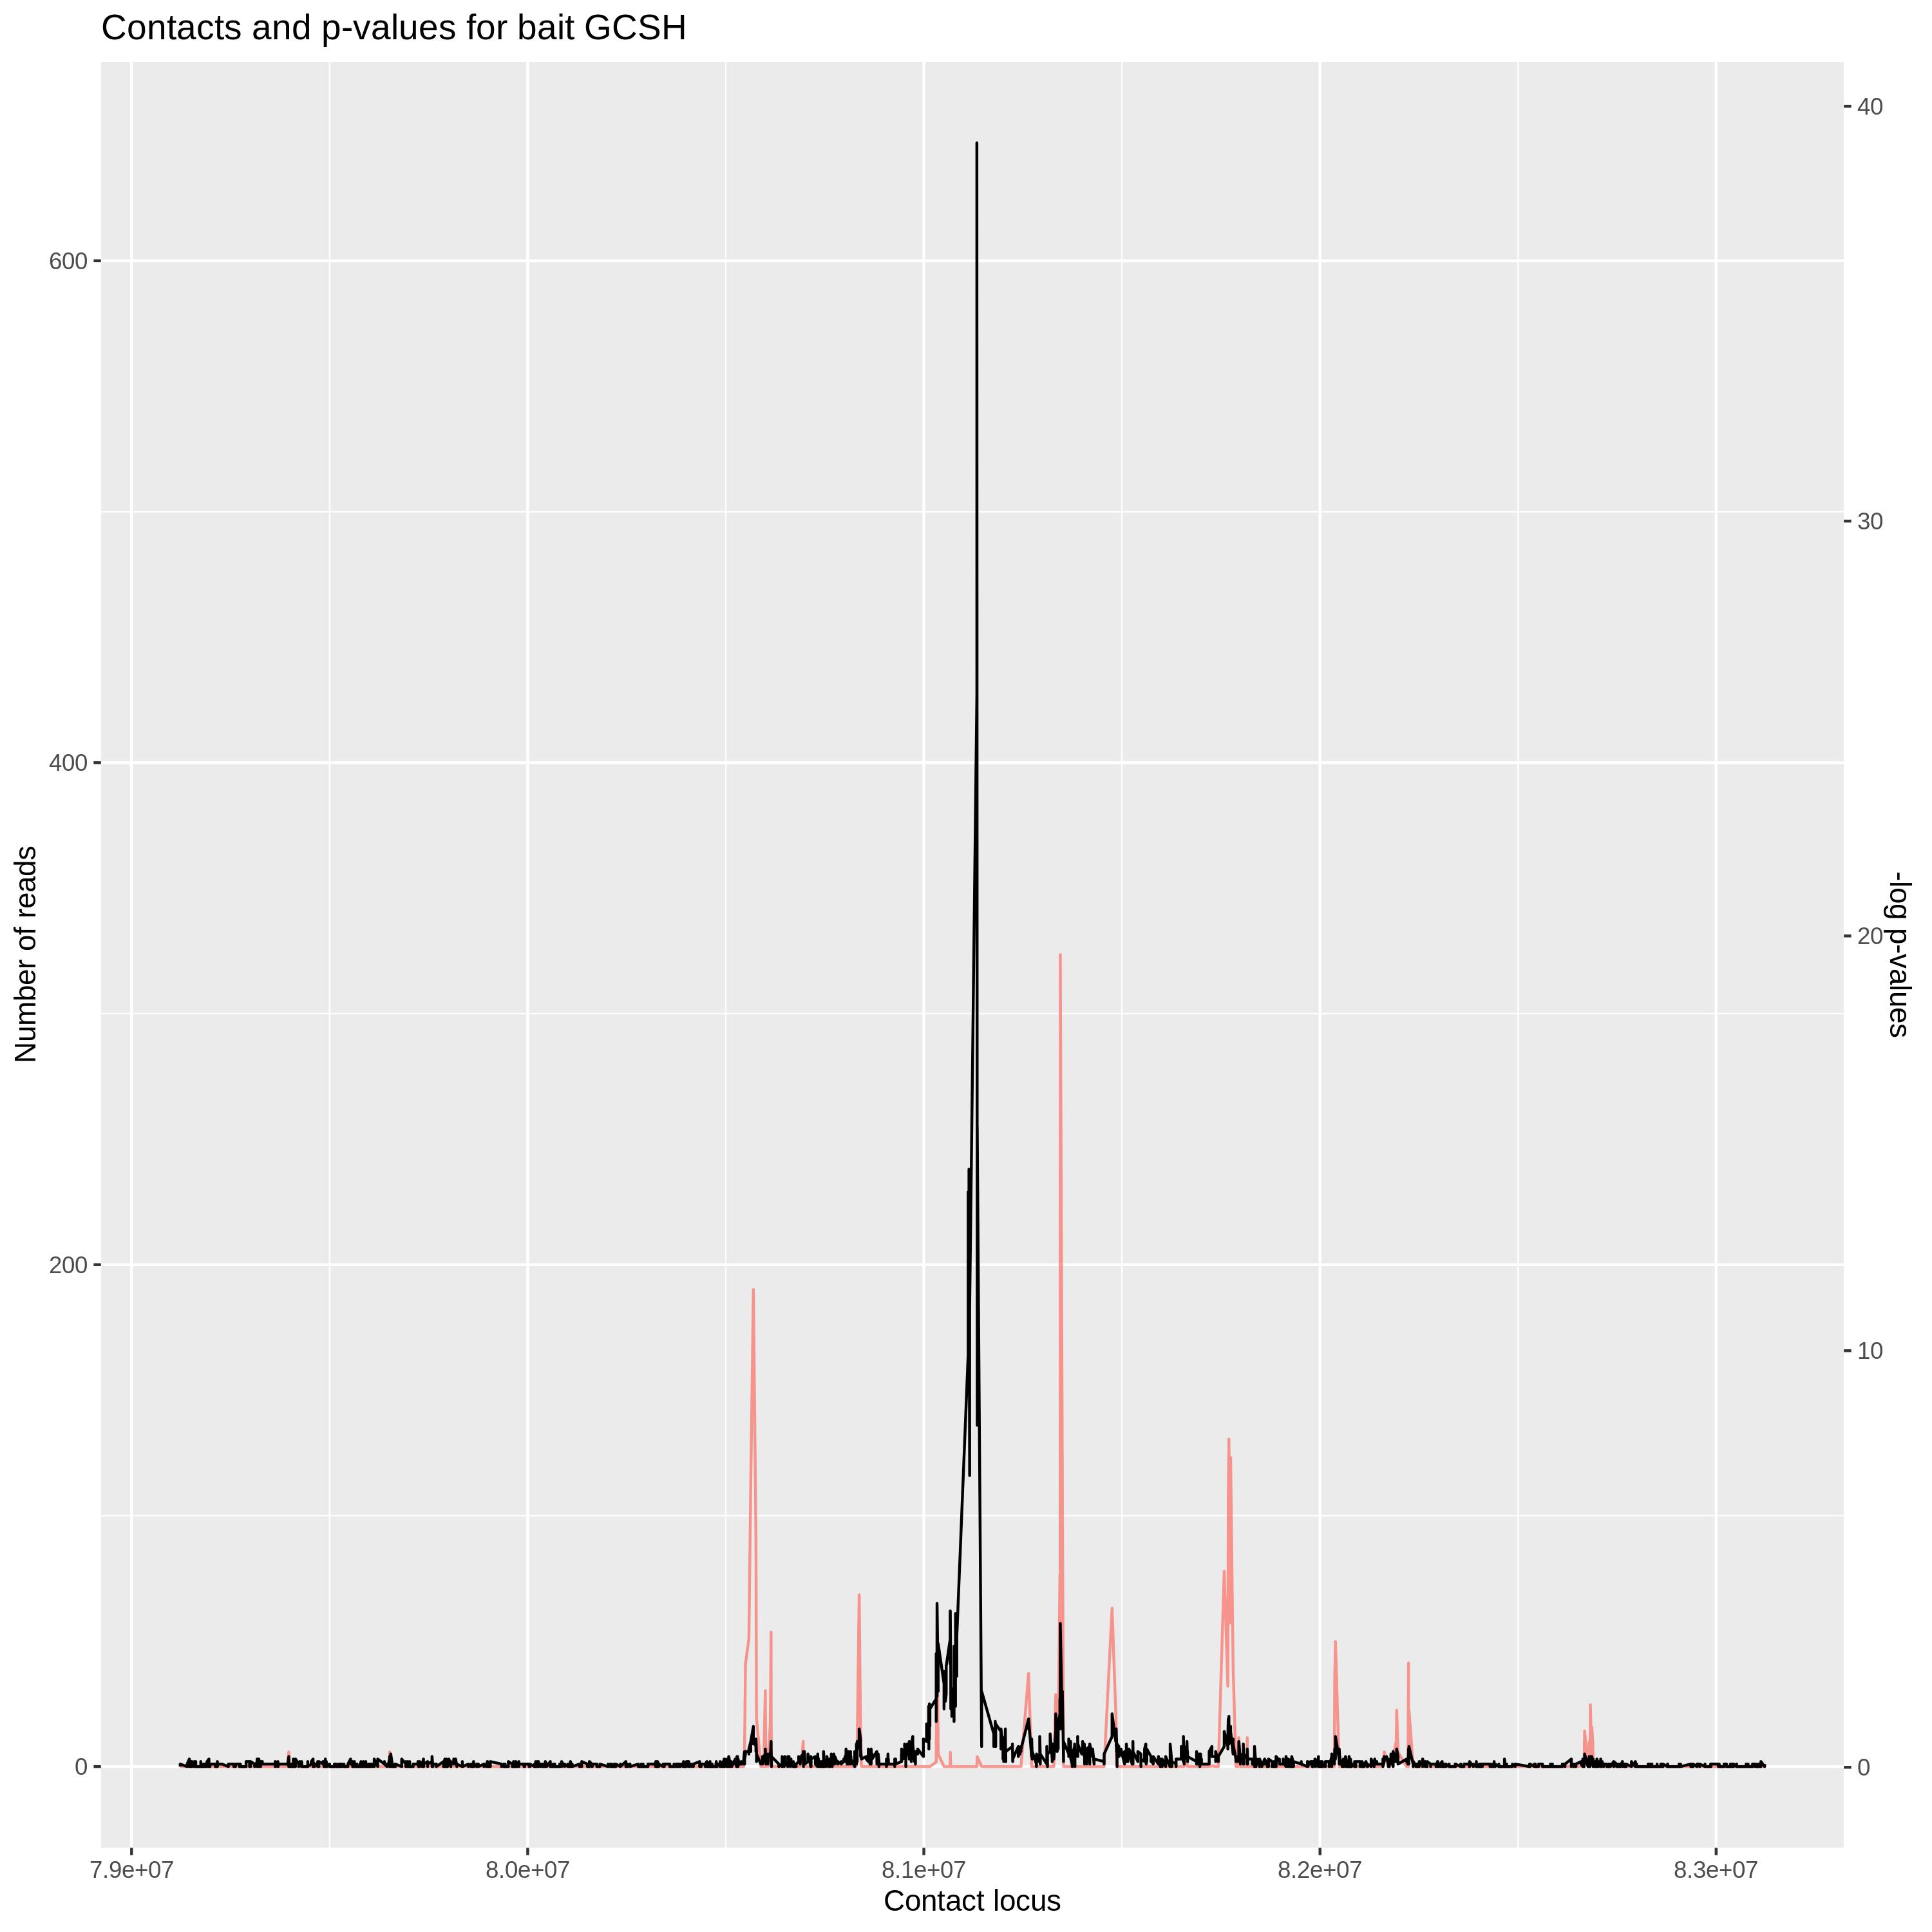 Contacts and p-values for bait GCSH
600
400
200
0
Number of reads
40
30
20
10
0
-log p-values
7.9e+07
8.0e+07
8.1e+07
8.2e+07
8.3e+07
Contact locus